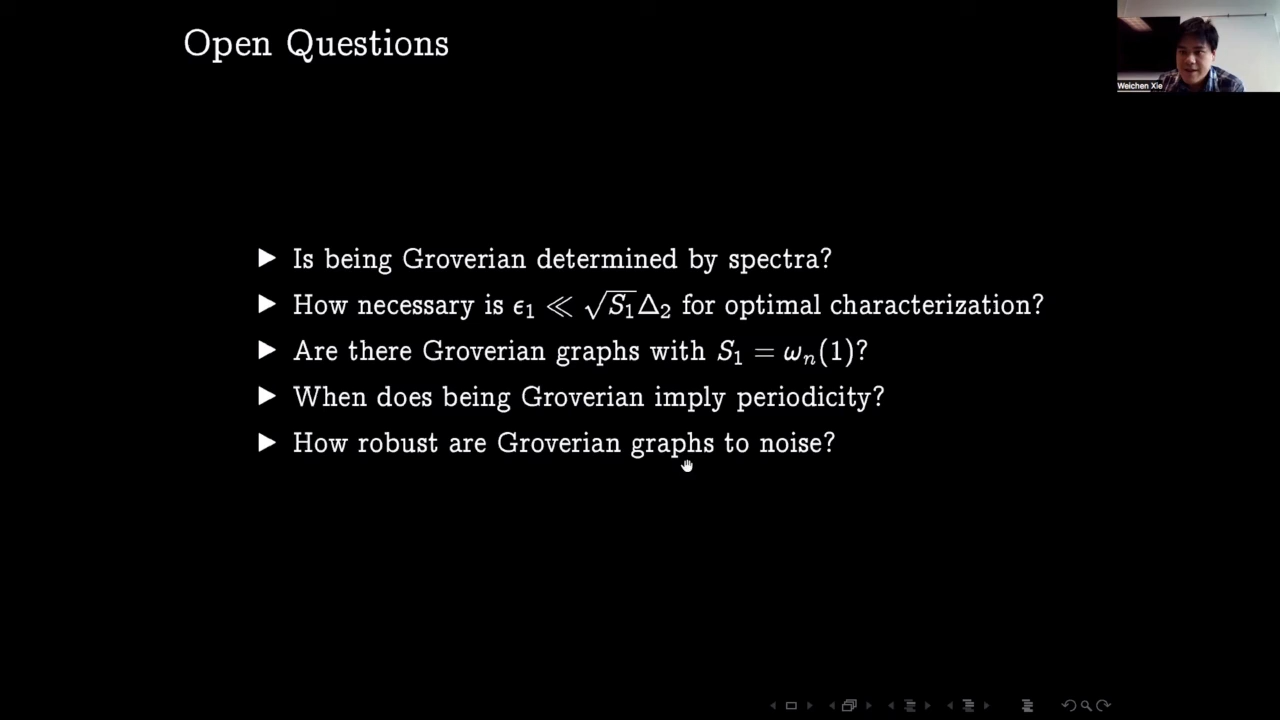 Open Questions
Weichen Xie
▶ Is being Groverian determined by spectra?
▶ How necessary is ϵ₁ ≪ √S₁Δ₂ for optimal characterization?
▶ Are there Groverian graphs with S₁ = ωₙ(1)?
▶ When does being Groverian imply periodicity?
▶ How robust are Groverian graphs to noise?